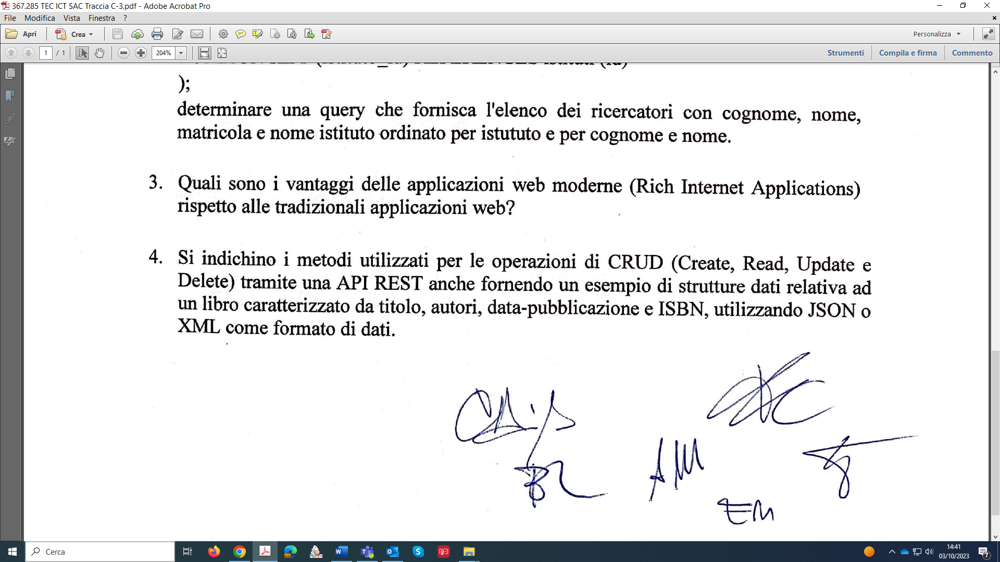 367.285 TEC ICT SAC Traccia C-3.pdf - Adobe Acrobat Pro
File Modifica Vista Finestra ?
Apri Crea Personalizza
1 / 1 204% Strumenti Compila e firma Commento
);
determinare una query che fornisca l'elenco dei ricercatori con cognome, nome,
matricola e nome istituto ordinato per istututo e per cognome e nome.
3. Quali sono i vantaggi delle applicazioni web moderne (Rich Internet Applications)
rispetto alle tradizionali applicazioni web?
4. Si indichino i metodi utilizzati per le operazioni di CRUD (Create, Read, Update e
Delete) tramite una API REST anche fornendo un esempio di strutture dati relativa ad
un libro caratterizzato da titolo, autori, data-pubblicazione e ISBN, utilizzando JSON o
XML come formato di dati.
AM
EM
Cerca
14:41
03/10/2023
7